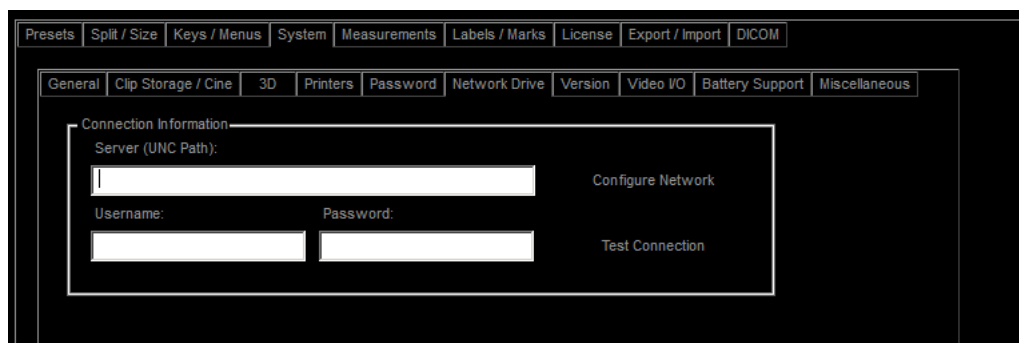 Presets Split / Size Keys / Menus System Measurements Labels / Marks License Export / Import DICOM
General Clip Storage / Cine 3D Printers Password Network Drive Version Video I/O Battery Support Miscellaneous
Connection Information
Server (UNC Path):
Configure Network
Username: Password:
Test Connection